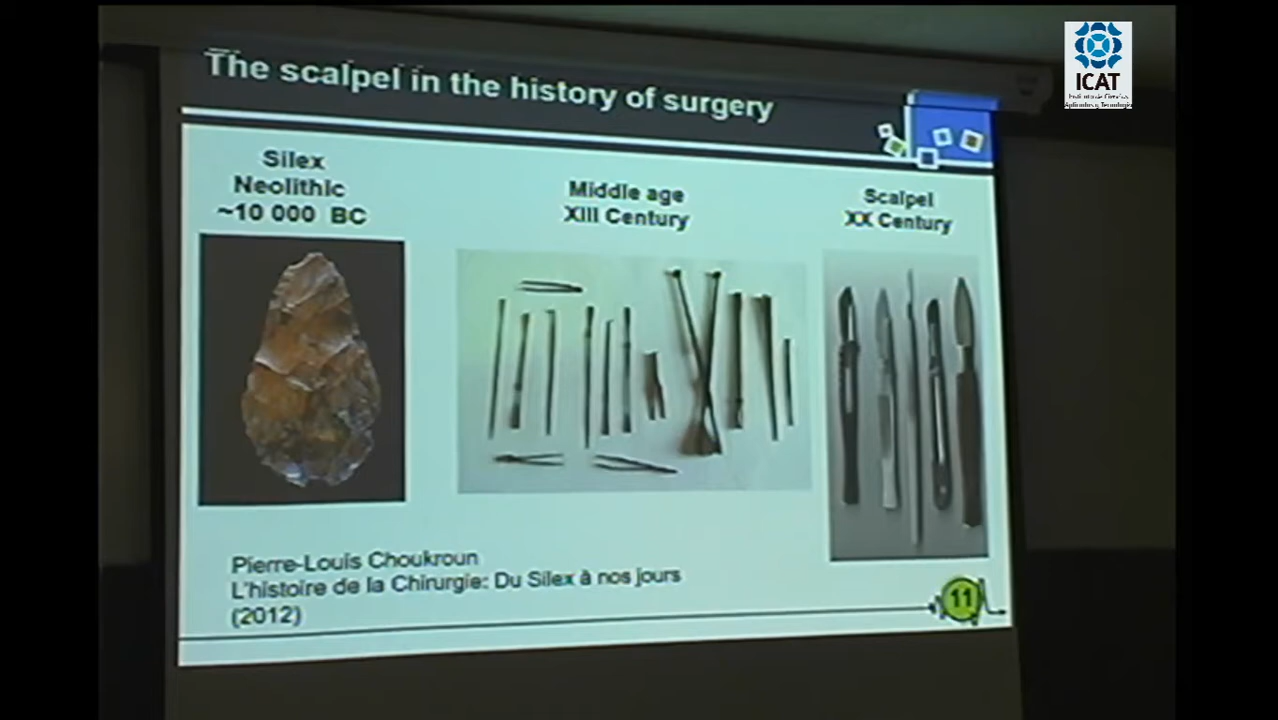 The scalpel in the history of surgery
ICAT
Silex
Neolithic
~10 000 BC
Middle age
XIII Century
Scalpel
XX Century
Pierre-Louis Choukroun
L'histoire de la Chirurgie: Du Silex à nos jours
(2012)
11